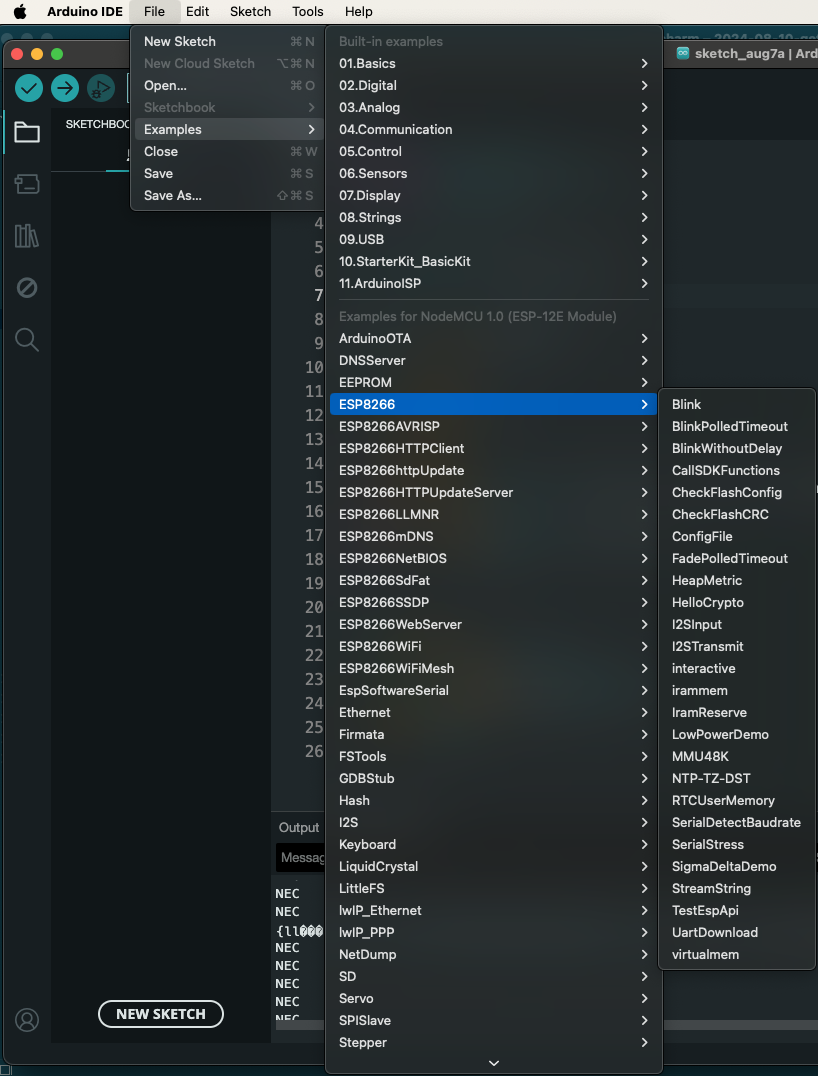 Arduino IDE File Edit Sketch Tools Help
sketch_aug7a | Ard
SKETCHBOO
New Sketch ⌘ N
New Cloud Sketch ⌥⌘ N
Open... ⌘ O
Sketchbook
Examples
Close ⌘ W
Save ⌘ S
Save As... ⇧⌘ S
Built-in examples
01.Basics
02.Digital
03.Analog
04.Communication
05.Control
06.Sensors
07.Display
08.Strings
09.USB
10.StarterKit_BasicKit
11.ArduinoISP
Examples for NodeMCU 1.0 (ESP-12E Module)
ArduinoOTA
DNSServer
EEPROM
ESP8266
ESP8266AVRISP
ESP8266HTTPClient
ESP8266httpUpdate
ESP8266HTTPUpdateServer
ESP8266LLMNR
ESP8266mDNS
ESP8266NetBIOS
ESP8266SdFat
ESP8266SSDP
ESP8266WebServer
ESP8266WiFi
ESP8266WiFiMesh
EspSoftwareSerial
Ethernet
Firmata
FSTools
GDBStub
Hash
I2S
Keyboard
LiquidCrystal
LittleFS
lwIP_Ethernet
lwIP_PPP
NetDump
SD
Servo
SPISlave
Stepper
Blink
BlinkPolledTimeout
BlinkWithoutDelay
CallSDKFunctions
CheckFlashConfig
CheckFlashCRC
ConfigFile
FadePolledTimeout
HeapMetric
HelloCrypto
I2SInput
I2STransmit
interactive
irammem
IramReserve
LowPowerDemo
MMU48K
NTP-TZ-DST
RTCUserMemory
SerialDetectBaudrate
SerialStress
SigmaDeltaDemo
StreamString
TestEspApi
UartDownload
virtualmem
4
5
6
7
8
9
10
11
12
13
14
15
16
17
18
19
20
21
22
23
24
25
26
Output
Messag
NEC
NEC
{ll���
NEC
NEC
NEC
NEC
NEC
NEW SKETCH